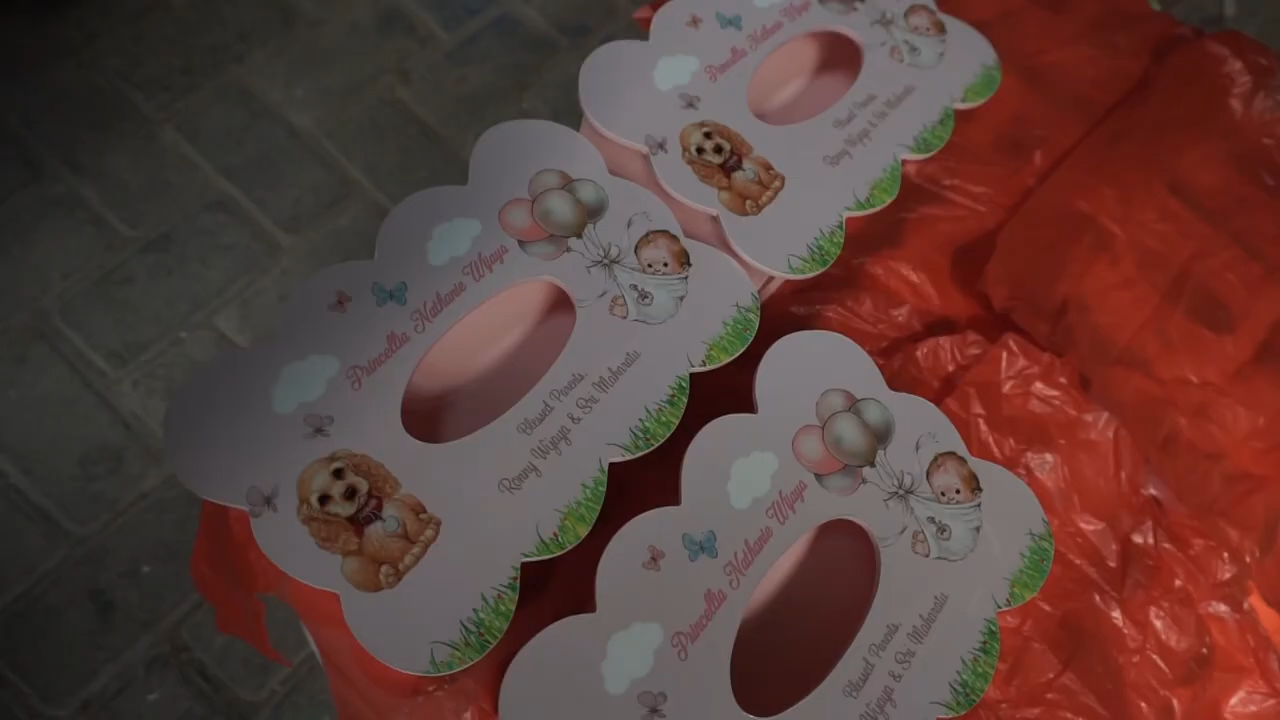 Princellia Nathanie Wijaya
Blessed Parents,
Ronny Wijaya & Sri Maharatu
Princellia Nathanie Wijaya
Blessed Parents,
Ronny Wijaya & Sri Maharatu
Princellia Nathanie Wijaya
Blessed Parents,
Wijaya & Sri Maharatu